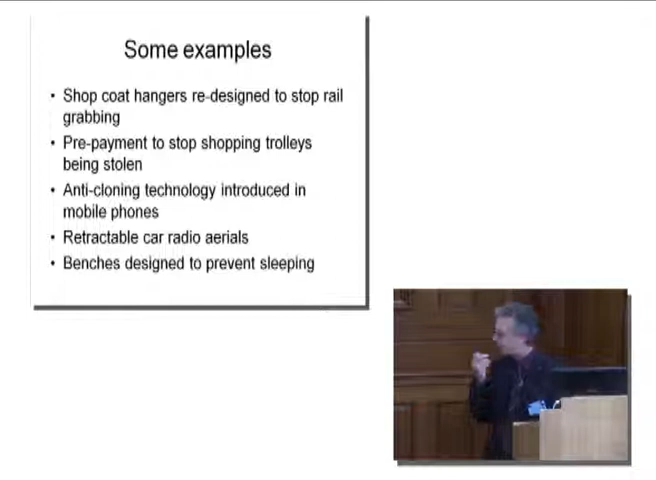 Some examples
• Shop coat hangers re-designed to stop rail
grabbing
• Pre-payment to stop shopping trolleys
being stolen
• Anti-cloning technology introduced in
mobile phones
• Retractable car radio aerials
• Benches designed to prevent sleeping